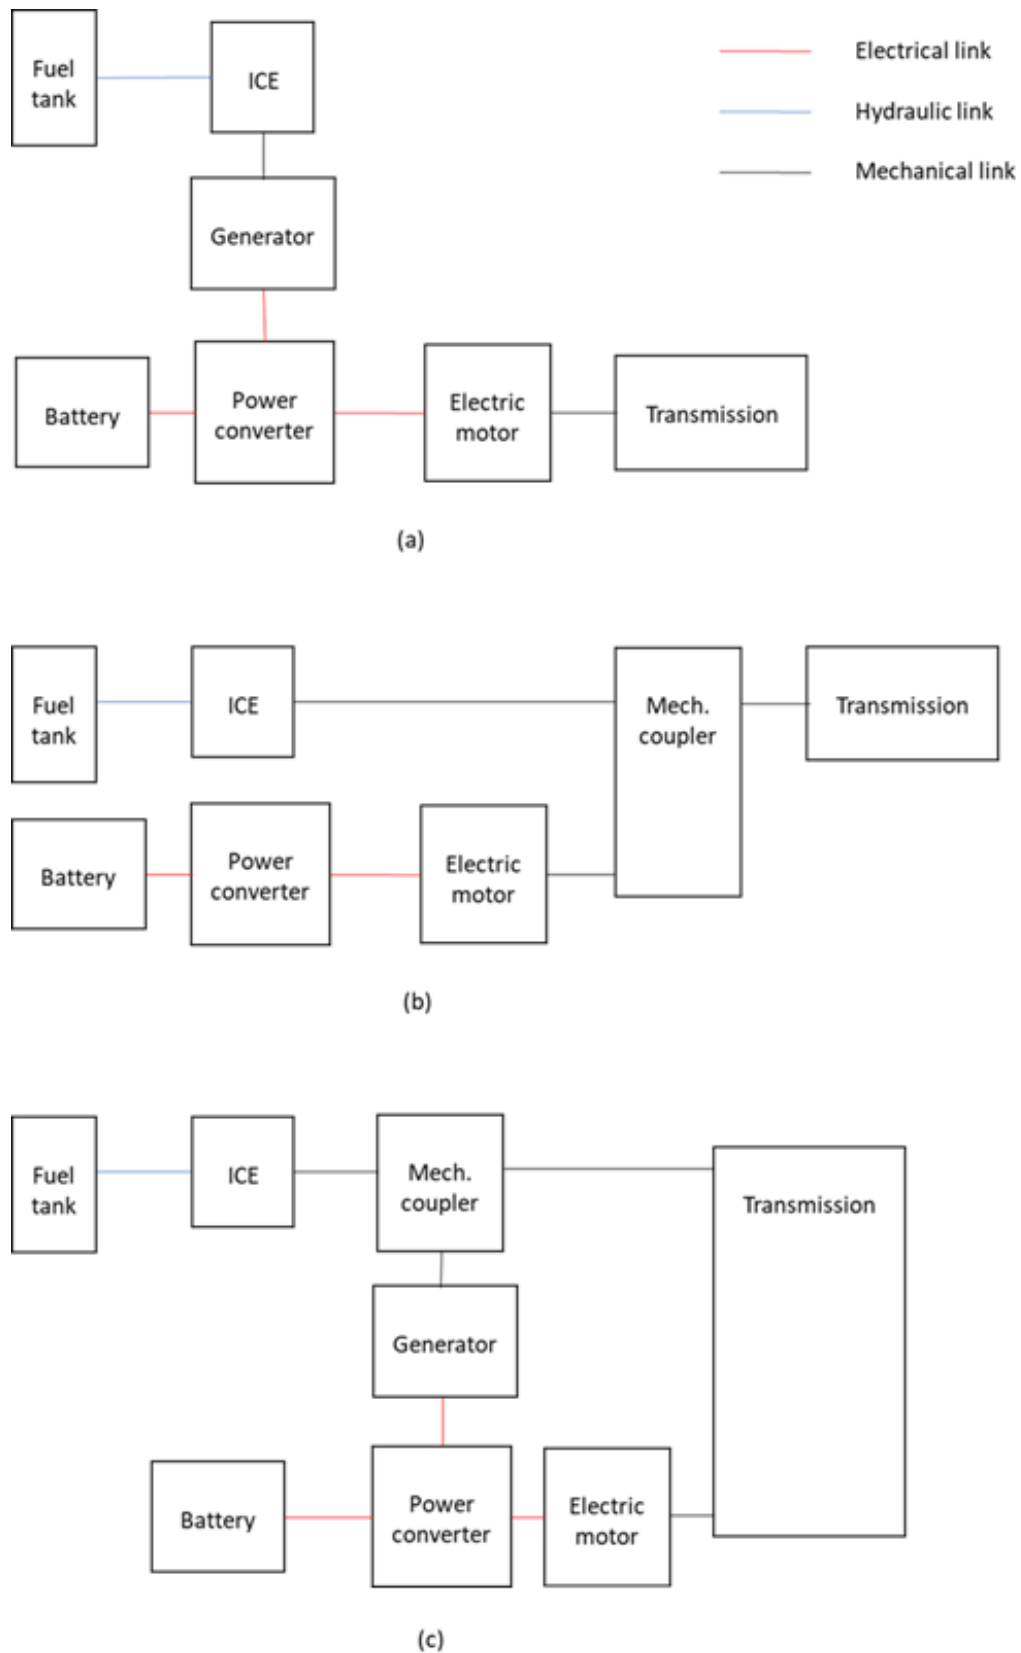 Fuel
tank
ICE
Electrical link
Hydraulic link
Mechanical link
Generator
Battery
Power
converter
Electric
motor
Transmission
(a)
Fuel
tank
ICE
Mech.
coupler
Transmission
Battery
Power
converter
Electric
motor
(b)
Fuel
tank
ICE
Mech.
coupler
Transmission
Generator
Battery
Power
converter
Electric
motor
(c)